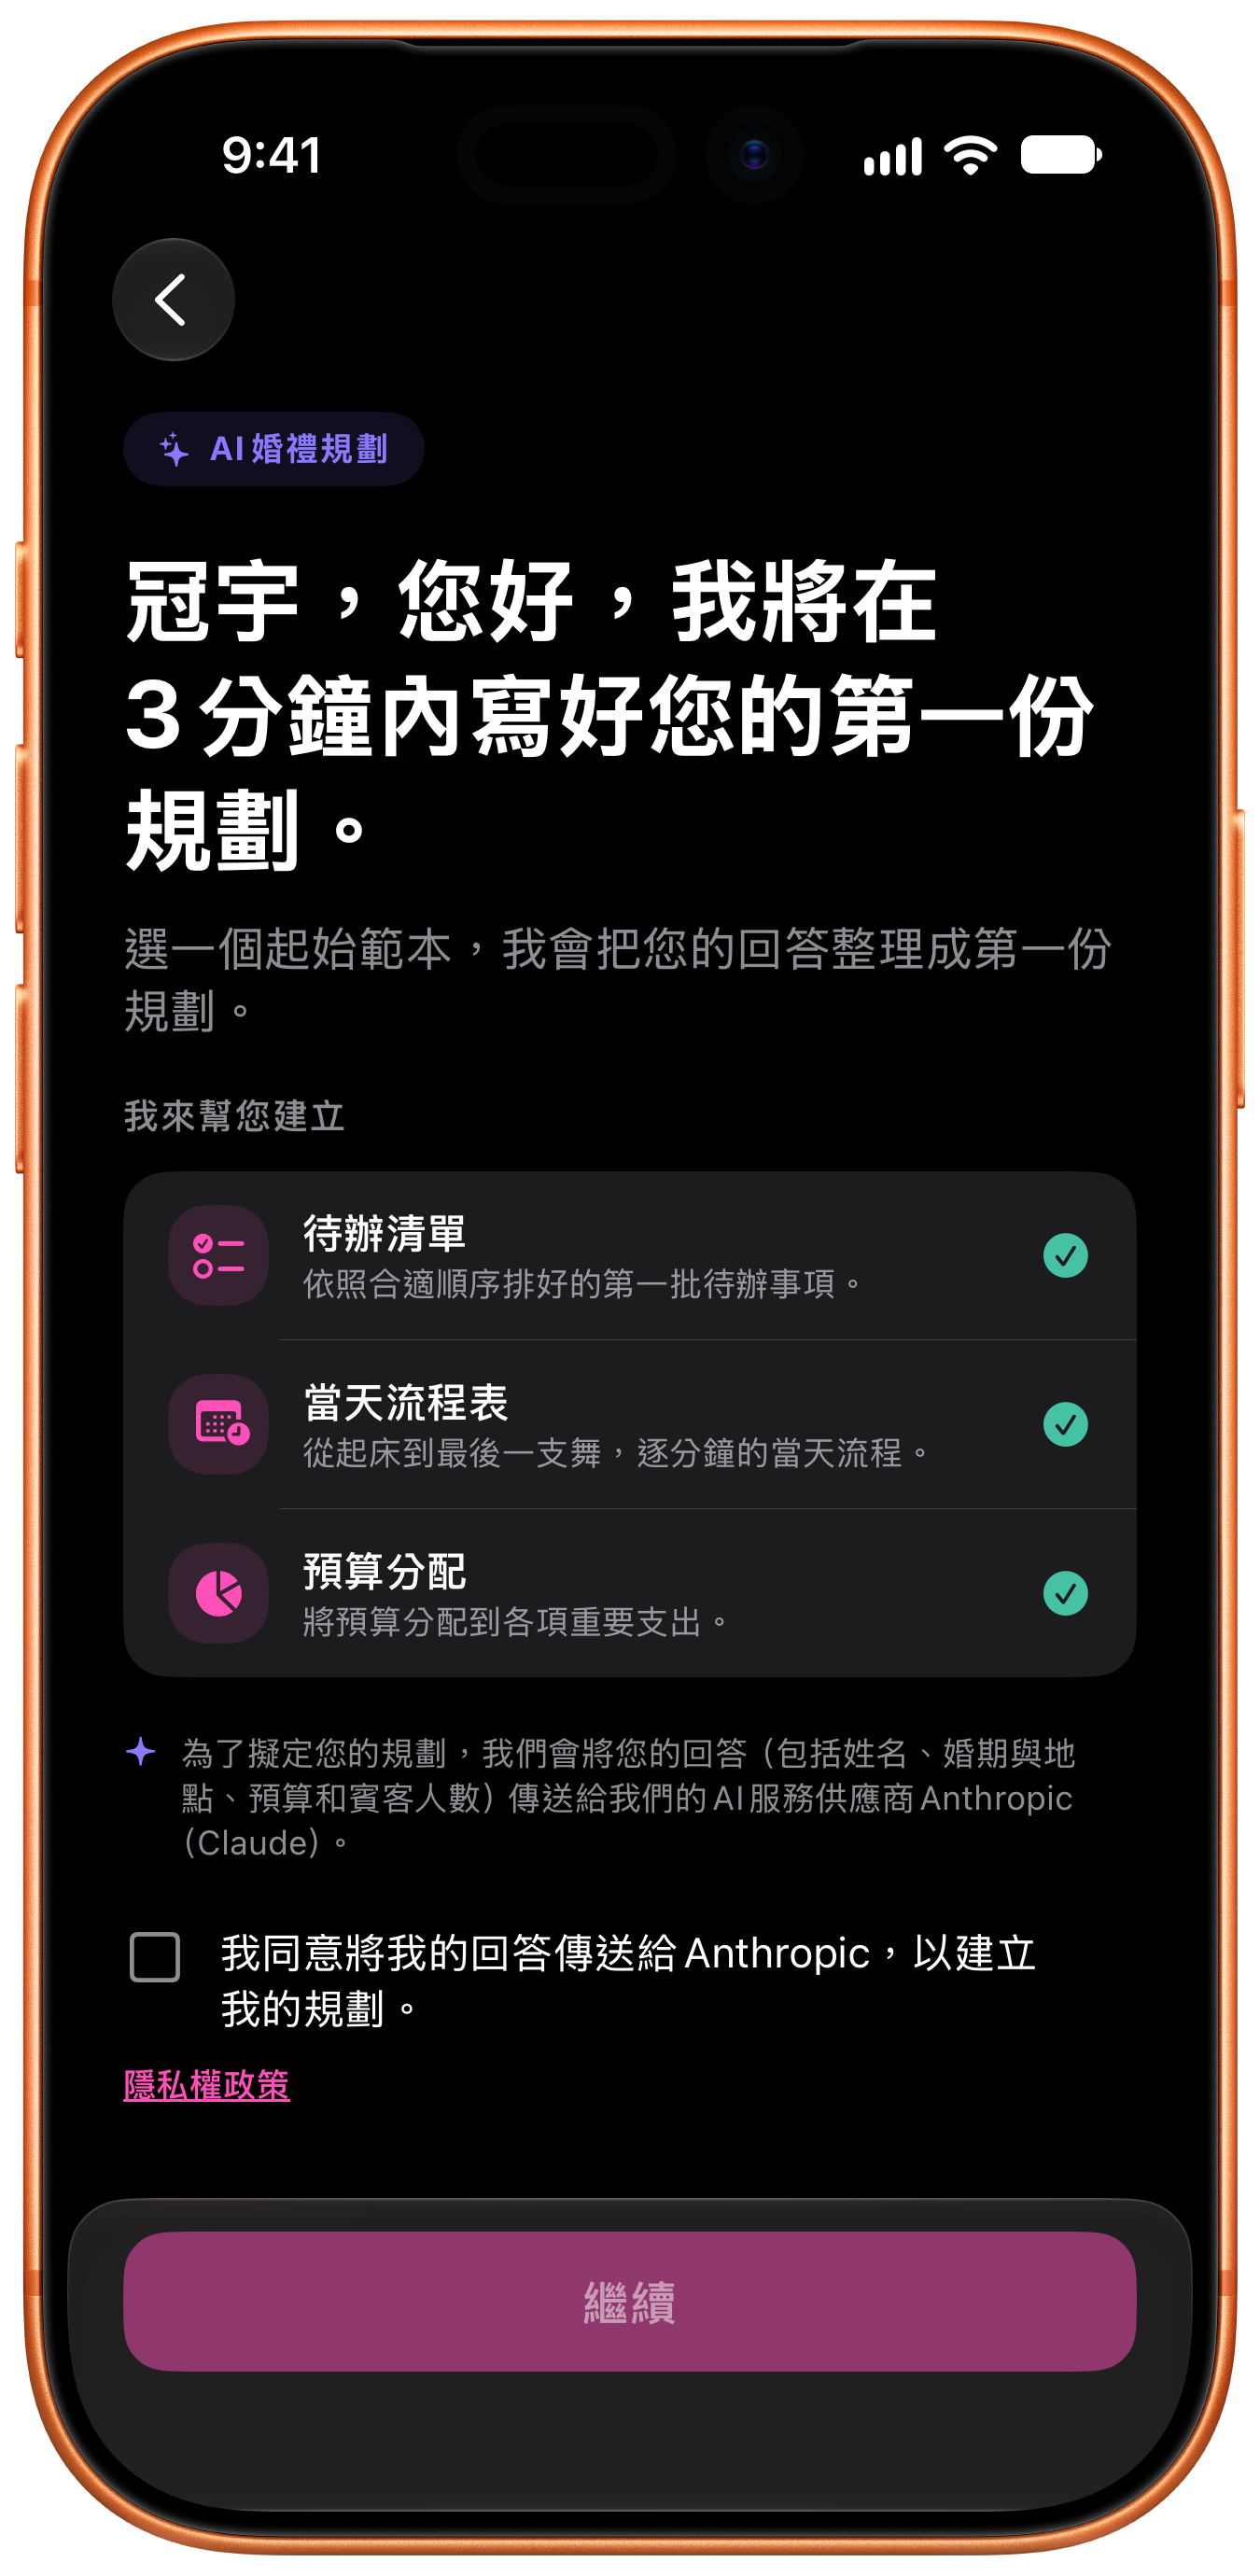 9:41
AI 婚禮規劃
冠宇，您好，我將在
3 分鐘內寫好您的第一份
規劃。
選一個起始範本，我會把您的回答整理成第一份
規劃。
我來幫您建立
待辦清單
依照合適順序排好的第一批待辦事項。
當天流程表
從起床到最後一支舞，逐分鐘的當天流程。
預算分配
將預算分配到各項重要支出。
為了擬定您的規劃，我們會將您的回答（包括姓名、婚期與地
點、預算和賓客人數）傳送給我們的 AI 服務供應商 Anthropic
(Claude)。
我同意將我的回答傳送給 Anthropic，以建立
我的規劃。
隱私權政策
繼續